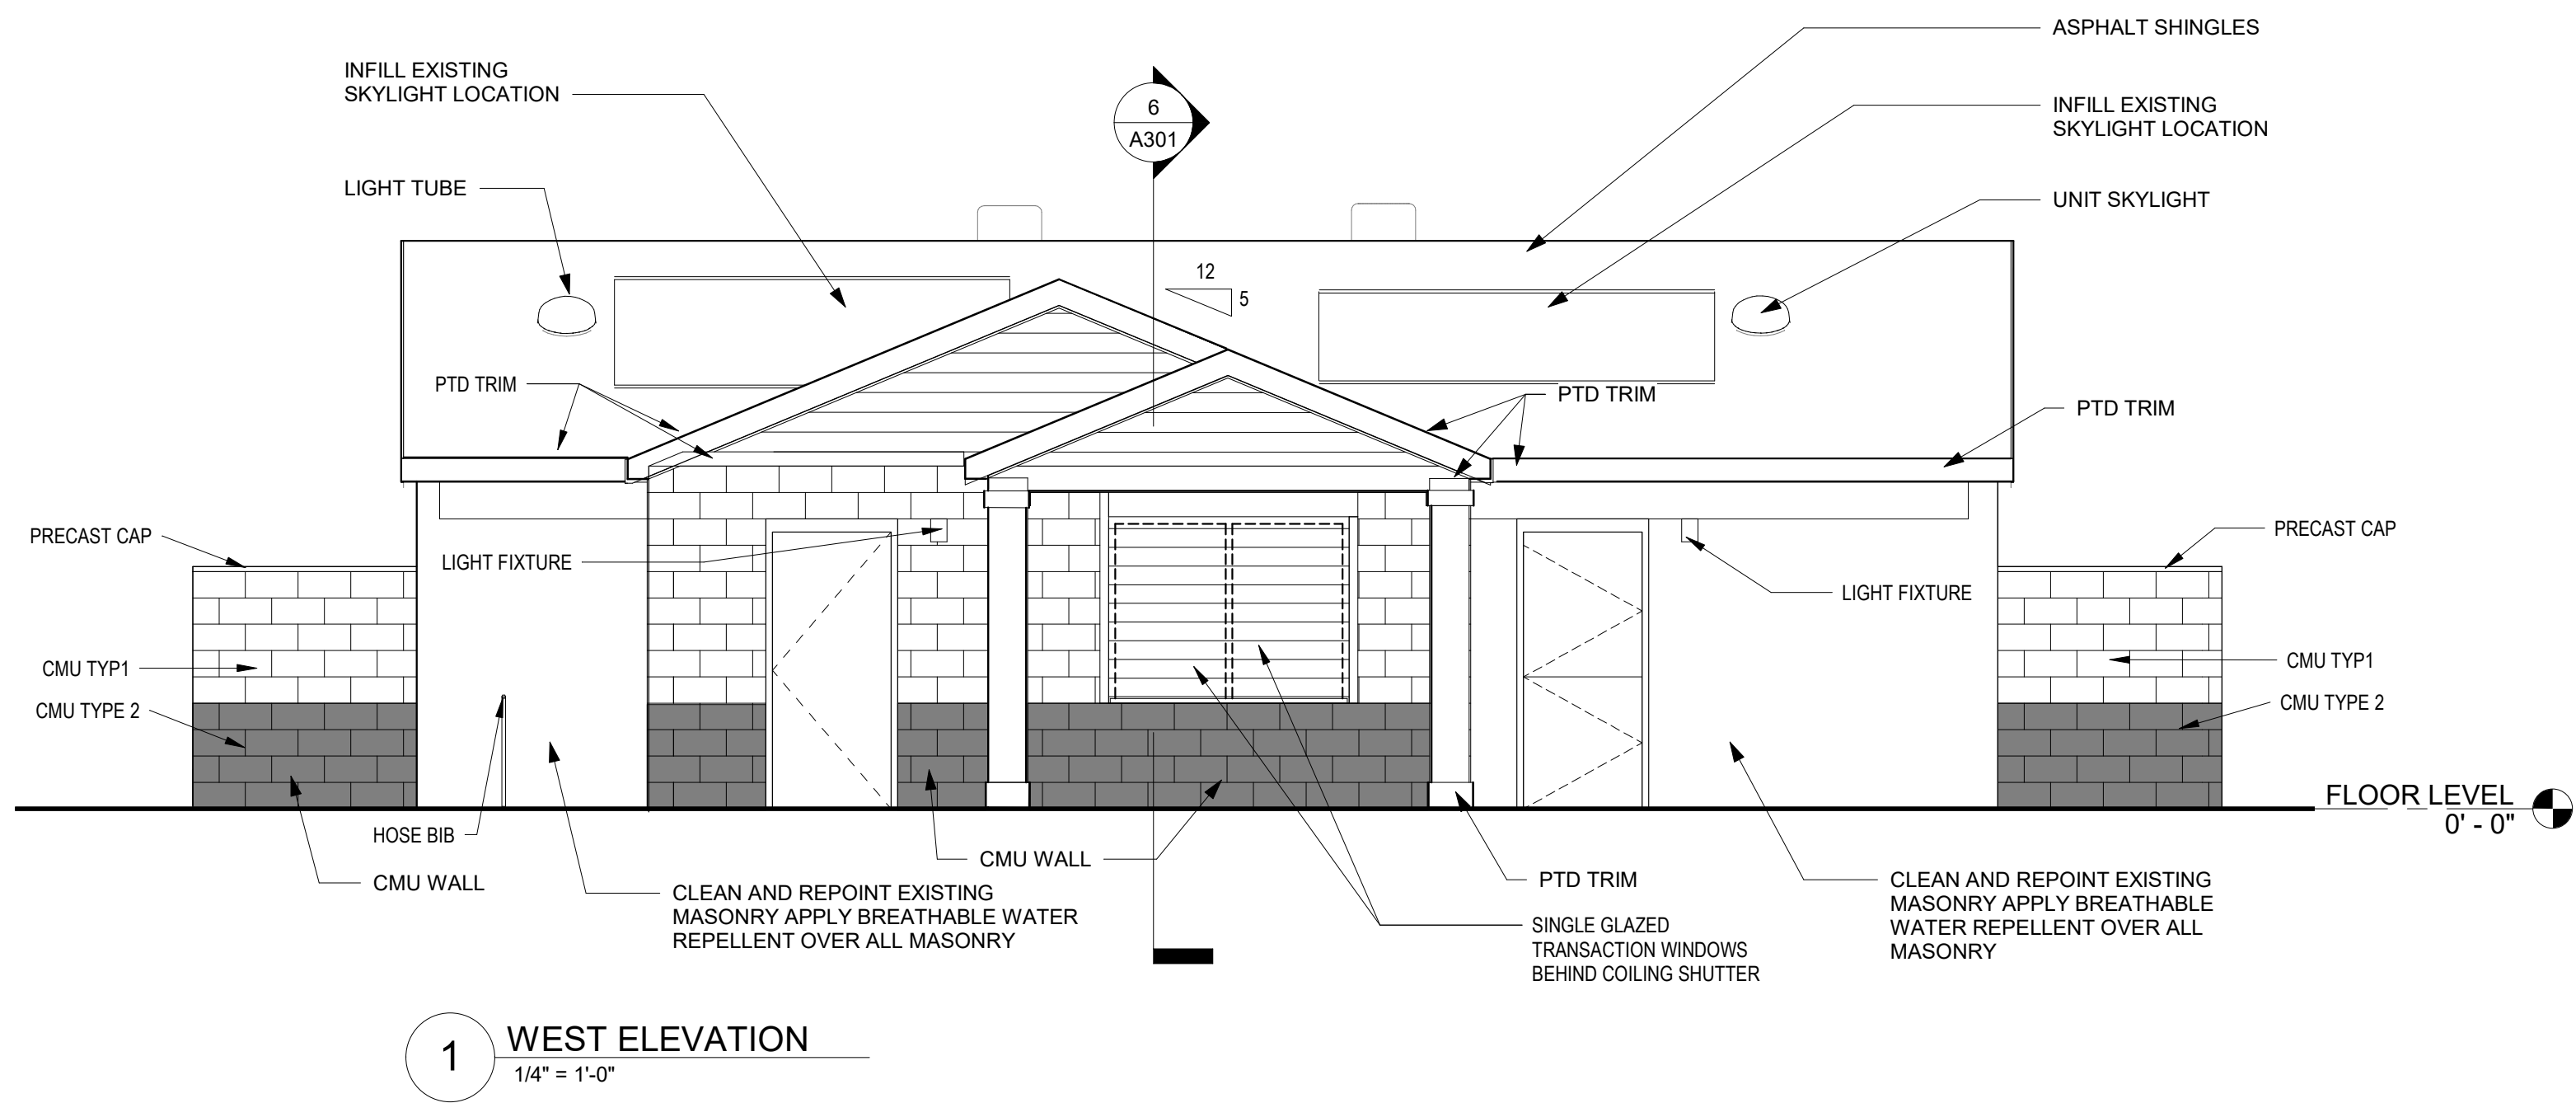 ASPHALT SHINGLES
INFILL EXISTING
SKYLIGHT LOCATION
6
A301
INFILL EXISTING
SKYLIGHT LOCATION
LIGHT TUBE
UNIT SKYLIGHT
12
5
PTD TRIM
PTD TRIM
PTD TRIM
PRECAST CAP
LIGHT FIXTURE
PRECAST CAP
LIGHT FIXTURE
CMU TYP1
CMU TYP1
CMU TYPE 2
CMU TYPE 2
FLOOR LEVEL
0' - 0"
HOSE BIB
CMU WALL
CMU WALL
CLEAN AND REPOINT EXISTING
MASONRY APPLY BREATHABLE WATER
REPELLENT OVER ALL MASONRY
PTD TRIM
SINGLE GLAZED
TRANSACTION WINDOWS
BEHIND COILING SHUTTER
CLEAN AND REPOINT EXISTING
MASONRY APPLY BREATHABLE
WATER REPELLENT OVER ALL
MASONRY
1
WEST ELEVATION
1/4" = 1'-0"